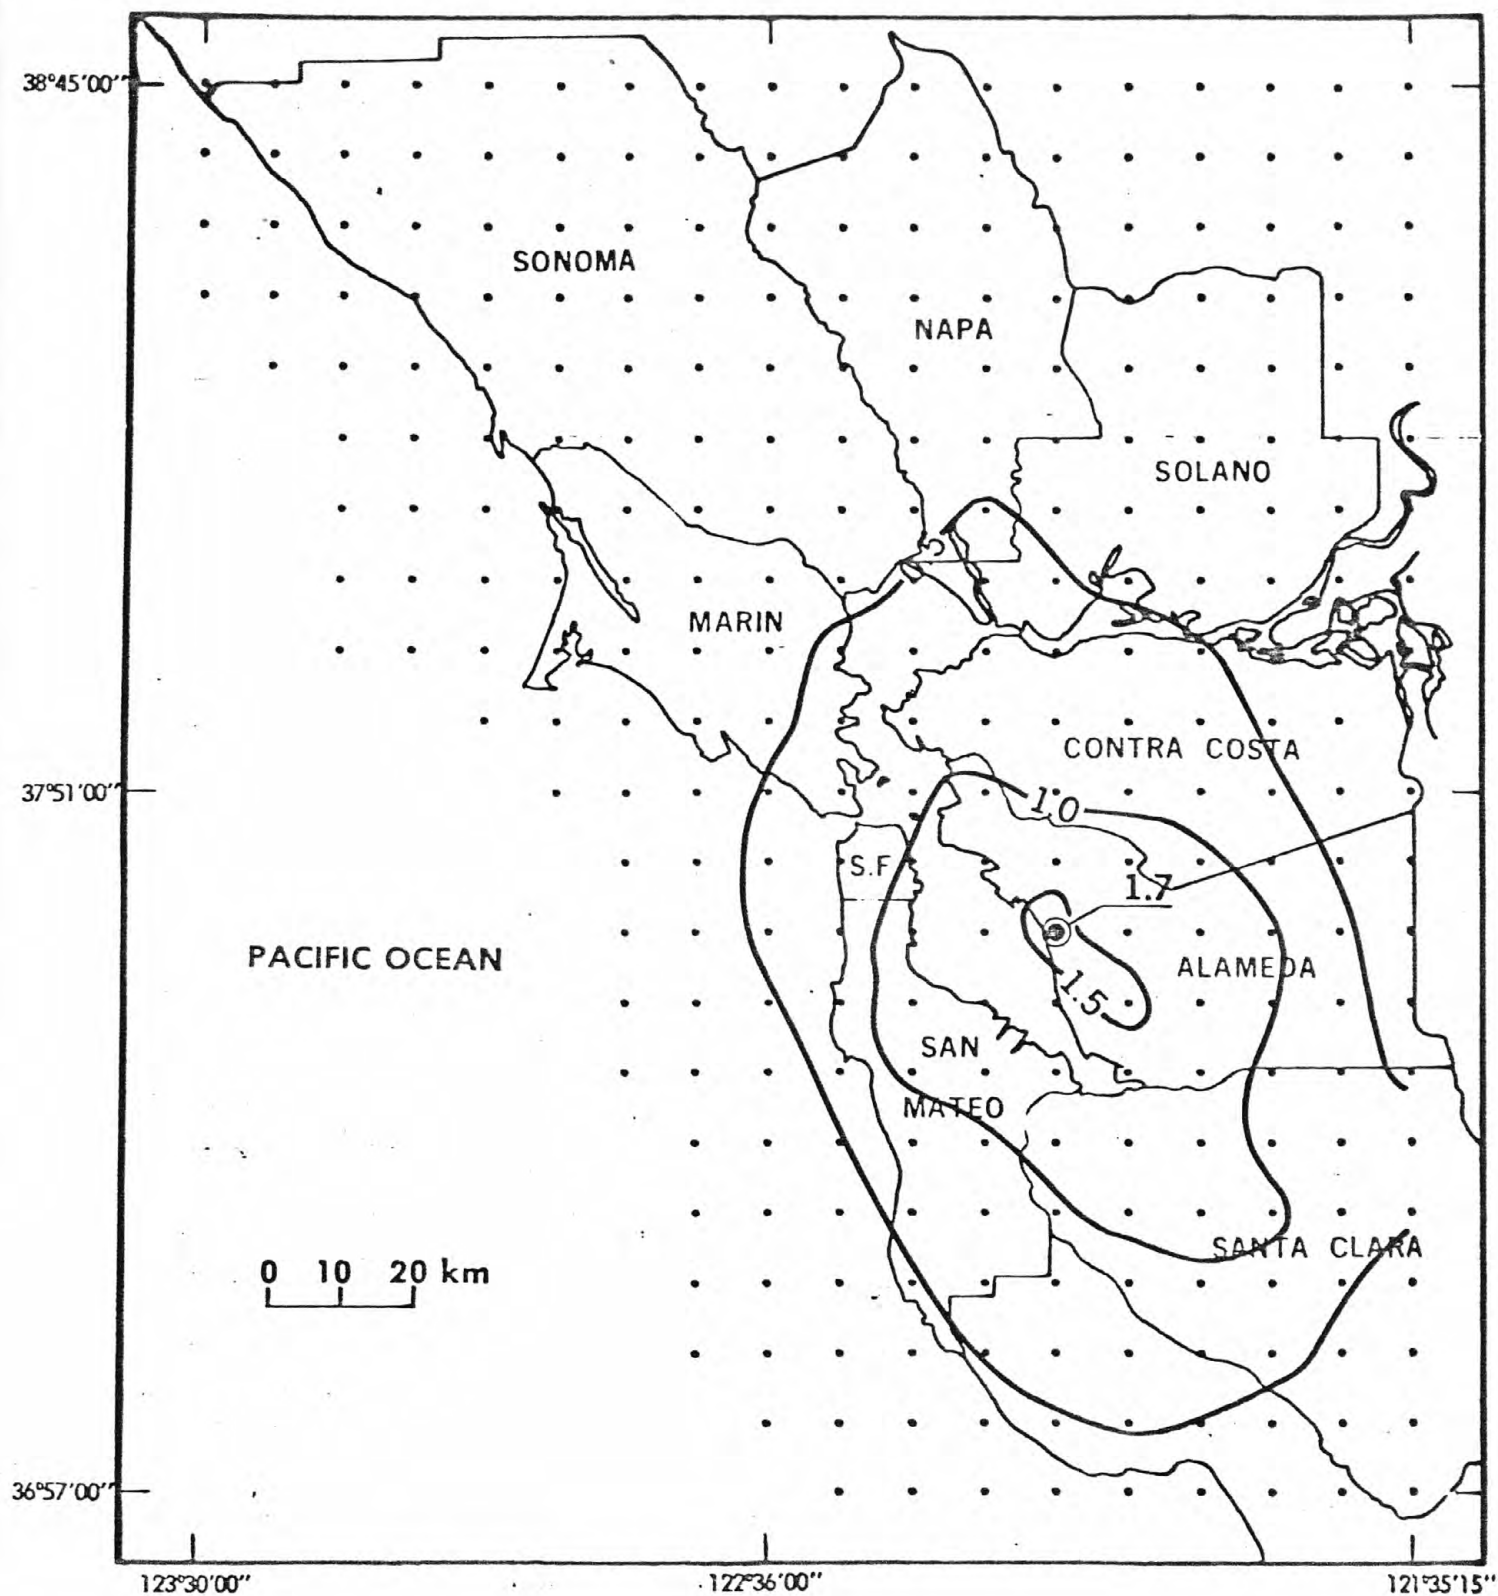 38°45'00"
SONOMA
NAPA
SOLANO
MARIN
CONTRA COSTA
37°51'00"
1.0
S.F
1.7
PACIFIC OCEAN
ALAMEDA
1.5
SAN
MATEO
SANTA CLARA
0 10 20 km
36°57'00"
123°30'00"
122°36'00"
121°35'15"